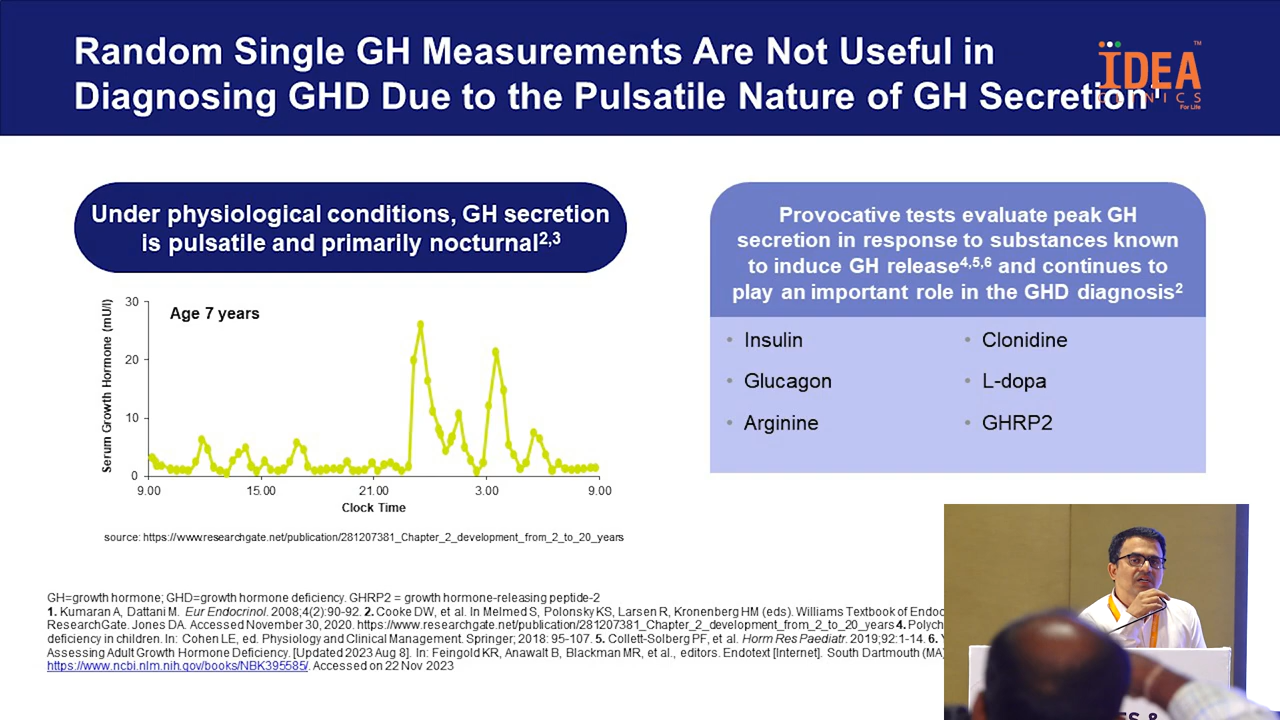 Random Single GH Measurements Are Not Useful in
Diagnosing GHD Due to the Pulsatile Nature of GH Secretion¹
IDEA
CLINICS
For Life
TM
Under physiological conditions, GH secretion
is pulsatile and primarily nocturnal2,3
Provocative tests evaluate peak GH
secretion in response to substances known
to induce GH release4,5,6 and continues to
play an important role in the GHD diagnosis2
• Insulin
• Glucagon
• Arginine
• Clonidine
• L-dopa
• GHRP2
Age 7 years
Serum Growth Hormone (mU/l)
30
20
10
0
9.00 15.00 21.00 3.00 9.00
Clock Time
source: https://www.researchgate.net/publication/281207381_Chapter_2_development_from_2_to_20_years
GH=growth hormone; GHD=growth hormone deficiency. GHRP2 = growth hormone-releasing peptide-2
1. Kumaran A, Dattani M. Eur Endocrinol. 2008;4(2):90-92. 2. Cooke DW, et al. In Melmed S, Polonsky KS, Larsen R, Kronenberg HM (eds). Williams Textbook of
ResearchGate. Jones DA. Accessed November 30, 2020. https://www.researchgate.net/publication/281207381_Chapter_2_development_from_2_to_20_years 4.
deficiency in children. In: Cohen LE, ed. Physiology and Clinical Management. Springer; 2018: 95-107. 5. Collett-Solberg PF, et al. Horm Res Paediatr. 2019;92:1-14. 6.
Assessing Adult Growth Hormone Deficiency. [Updated 2023 Aug 8]. In: Feingold KR, Anawalt B, Blackman MR, et al., editors. Endotext [Internet]. South Dartmouth (MA)
https://www.ncbi.nlm.nih.gov/books/NBK395585/. Accessed on 22 Nov 2023